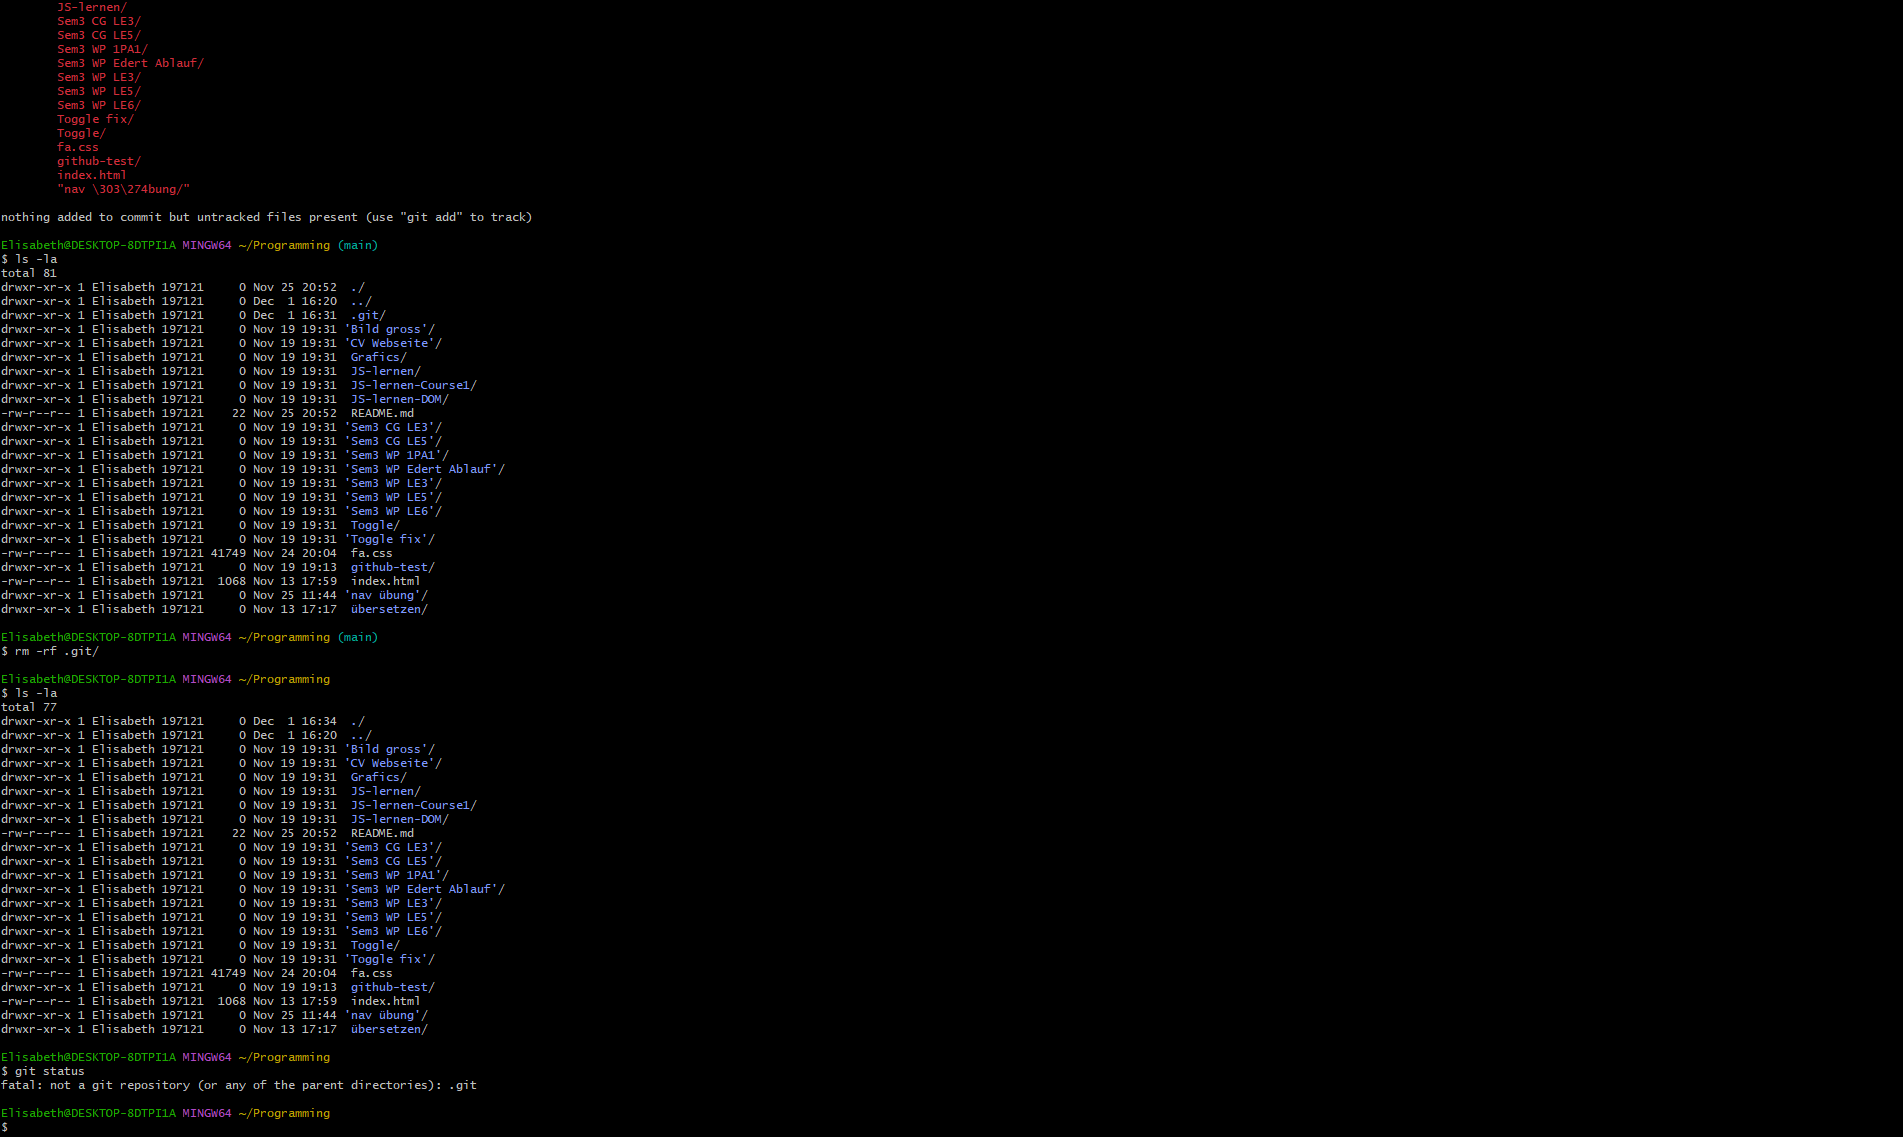 JS-lernen/
Sem3 CG LE3/
Sem3 CG LE5/
Sem3 WP 1PA1/
Sem3 WP Edert Ablauf/
Sem3 WP LE3/
Sem3 WP LE5/
Sem3 WP LE6/
Toggle fix/
Toggle/
fa.css
github-test/
index.html
"nav \303\274bung/"
nothing added to commit but untracked files present (use "git add" to track)
Elisabeth@DESKTOP-8DTPI1A MINGW64 ~/Programming (main)
$ ls -la
total 81
drwxr-xr-x 1 Elisabeth 197121     0 Nov 25 20:52  ./
drwxr-xr-x 1 Elisabeth 197121     0 Dec  1 16:20  ../
drwxr-xr-x 1 Elisabeth 197121     0 Dec  1 16:31  .git/
drwxr-xr-x 1 Elisabeth 197121     0 Nov 19 19:31 'Bild gross'/
drwxr-xr-x 1 Elisabeth 197121     0 Nov 19 19:31 'CV Webseite'/
drwxr-xr-x 1 Elisabeth 197121     0 Nov 19 19:31  Grafics/
drwxr-xr-x 1 Elisabeth 197121     0 Nov 19 19:31  JS-lernen/
drwxr-xr-x 1 Elisabeth 197121     0 Nov 19 19:31  JS-lernen-Course1/
drwxr-xr-x 1 Elisabeth 197121     0 Nov 19 19:31  JS-lernen-DOM/
-rw-r--r-- 1 Elisabeth 197121    22 Nov 25 20:52  README.md
drwxr-xr-x 1 Elisabeth 197121     0 Nov 19 19:31 'Sem3 CG LE3'/
drwxr-xr-x 1 Elisabeth 197121     0 Nov 19 19:31 'Sem3 CG LE5'/
drwxr-xr-x 1 Elisabeth 197121     0 Nov 19 19:31 'Sem3 WP 1PA1'/
drwxr-xr-x 1 Elisabeth 197121     0 Nov 19 19:31 'Sem3 WP Edert Ablauf'/
drwxr-xr-x 1 Elisabeth 197121     0 Nov 19 19:31 'Sem3 WP LE3'/
drwxr-xr-x 1 Elisabeth 197121     0 Nov 19 19:31 'Sem3 WP LE5'/
drwxr-xr-x 1 Elisabeth 197121     0 Nov 19 19:31 'Sem3 WP LE6'/
drwxr-xr-x 1 Elisabeth 197121     0 Nov 19 19:31  Toggle/
drwxr-xr-x 1 Elisabeth 197121     0 Nov 19 19:31 'Toggle fix'/
-rw-r--r-- 1 Elisabeth 197121 41749 Nov 24 20:04  fa.css
drwxr-xr-x 1 Elisabeth 197121     0 Nov 19 19:13  github-test/
-rw-r--r-- 1 Elisabeth 197121  1068 Nov 13 17:59  index.html
drwxr-xr-x 1 Elisabeth 197121     0 Nov 25 11:44 'nav übung'/
drwxr-xr-x 1 Elisabeth 197121     0 Nov 13 17:17  übersetzen/
Elisabeth@DESKTOP-8DTPI1A MINGW64 ~/Programming (main)
$ rm -rf .git/
Elisabeth@DESKTOP-8DTPI1A MINGW64 ~/Programming
$ ls -la
total 77
drwxr-xr-x 1 Elisabeth 197121     0 Dec  1 16:34  ./
drwxr-xr-x 1 Elisabeth 197121     0 Dec  1 16:20  ../
drwxr-xr-x 1 Elisabeth 197121     0 Nov 19 19:31 'Bild gross'/
drwxr-xr-x 1 Elisabeth 197121     0 Nov 19 19:31 'CV Webseite'/
drwxr-xr-x 1 Elisabeth 197121     0 Nov 19 19:31  Grafics/
drwxr-xr-x 1 Elisabeth 197121     0 Nov 19 19:31  JS-lernen/
drwxr-xr-x 1 Elisabeth 197121     0 Nov 19 19:31  JS-lernen-Course1/
drwxr-xr-x 1 Elisabeth 197121     0 Nov 19 19:31  JS-lernen-DOM/
-rw-r--r-- 1 Elisabeth 197121    22 Nov 25 20:52  README.md
drwxr-xr-x 1 Elisabeth 197121     0 Nov 19 19:31 'Sem3 CG LE3'/
drwxr-xr-x 1 Elisabeth 197121     0 Nov 19 19:31 'Sem3 CG LE5'/
drwxr-xr-x 1 Elisabeth 197121     0 Nov 19 19:31 'Sem3 WP 1PA1'/
drwxr-xr-x 1 Elisabeth 197121     0 Nov 19 19:31 'Sem3 WP Edert Ablauf'/
drwxr-xr-x 1 Elisabeth 197121     0 Nov 19 19:31 'Sem3 WP LE3'/
drwxr-xr-x 1 Elisabeth 197121     0 Nov 19 19:31 'Sem3 WP LE5'/
drwxr-xr-x 1 Elisabeth 197121     0 Nov 19 19:31 'Sem3 WP LE6'/
drwxr-xr-x 1 Elisabeth 197121     0 Nov 19 19:31  Toggle/
drwxr-xr-x 1 Elisabeth 197121     0 Nov 19 19:31 'Toggle fix'/
-rw-r--r-- 1 Elisabeth 197121 41749 Nov 24 20:04  fa.css
drwxr-xr-x 1 Elisabeth 197121     0 Nov 19 19:13  github-test/
-rw-r--r-- 1 Elisabeth 197121  1068 Nov 13 17:59  index.html
drwxr-xr-x 1 Elisabeth 197121     0 Nov 25 11:44 'nav übung'/
drwxr-xr-x 1 Elisabeth 197121     0 Nov 13 17:17  übersetzen/
Elisabeth@DESKTOP-8DTPI1A MINGW64 ~/Programming
$ git status
fatal: not a git repository (or any of the parent directories): .git
Elisabeth@DESKTOP-8DTPI1A MINGW64 ~/Programming
$